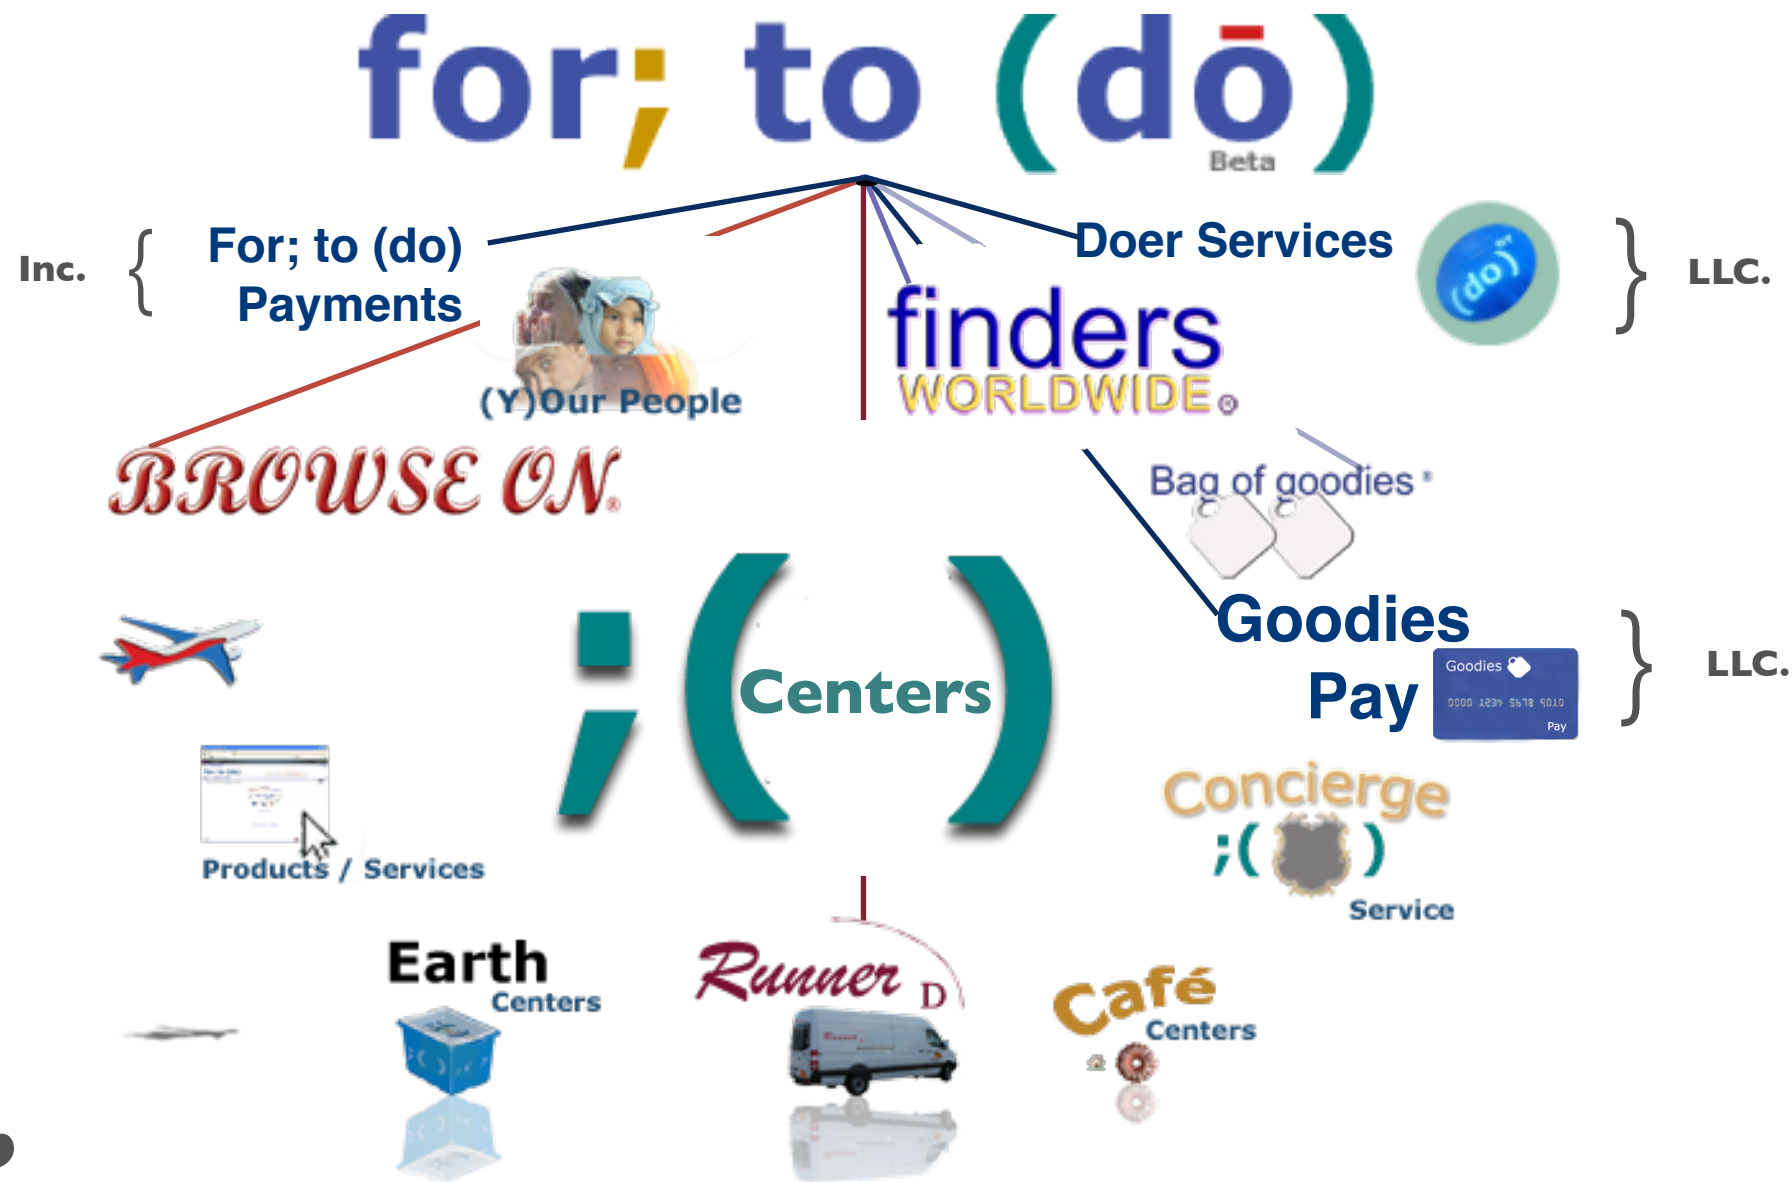 for; to (dō)
Beta
Inc. {
For; to (do)
Payments
Doer Services
(do)
} LLC.
(Y)Our People
finders
WORLDWIDE®
BROWSE ON®
Bag of goodies
;( )
Centers
Goodies
Pay
Goodies
0000 1234 5678 9010
Pay
} LLC.
Products / Services
Concierge
;( )
Service
Earth
Centers
Runner D
Runner
Café
Centers